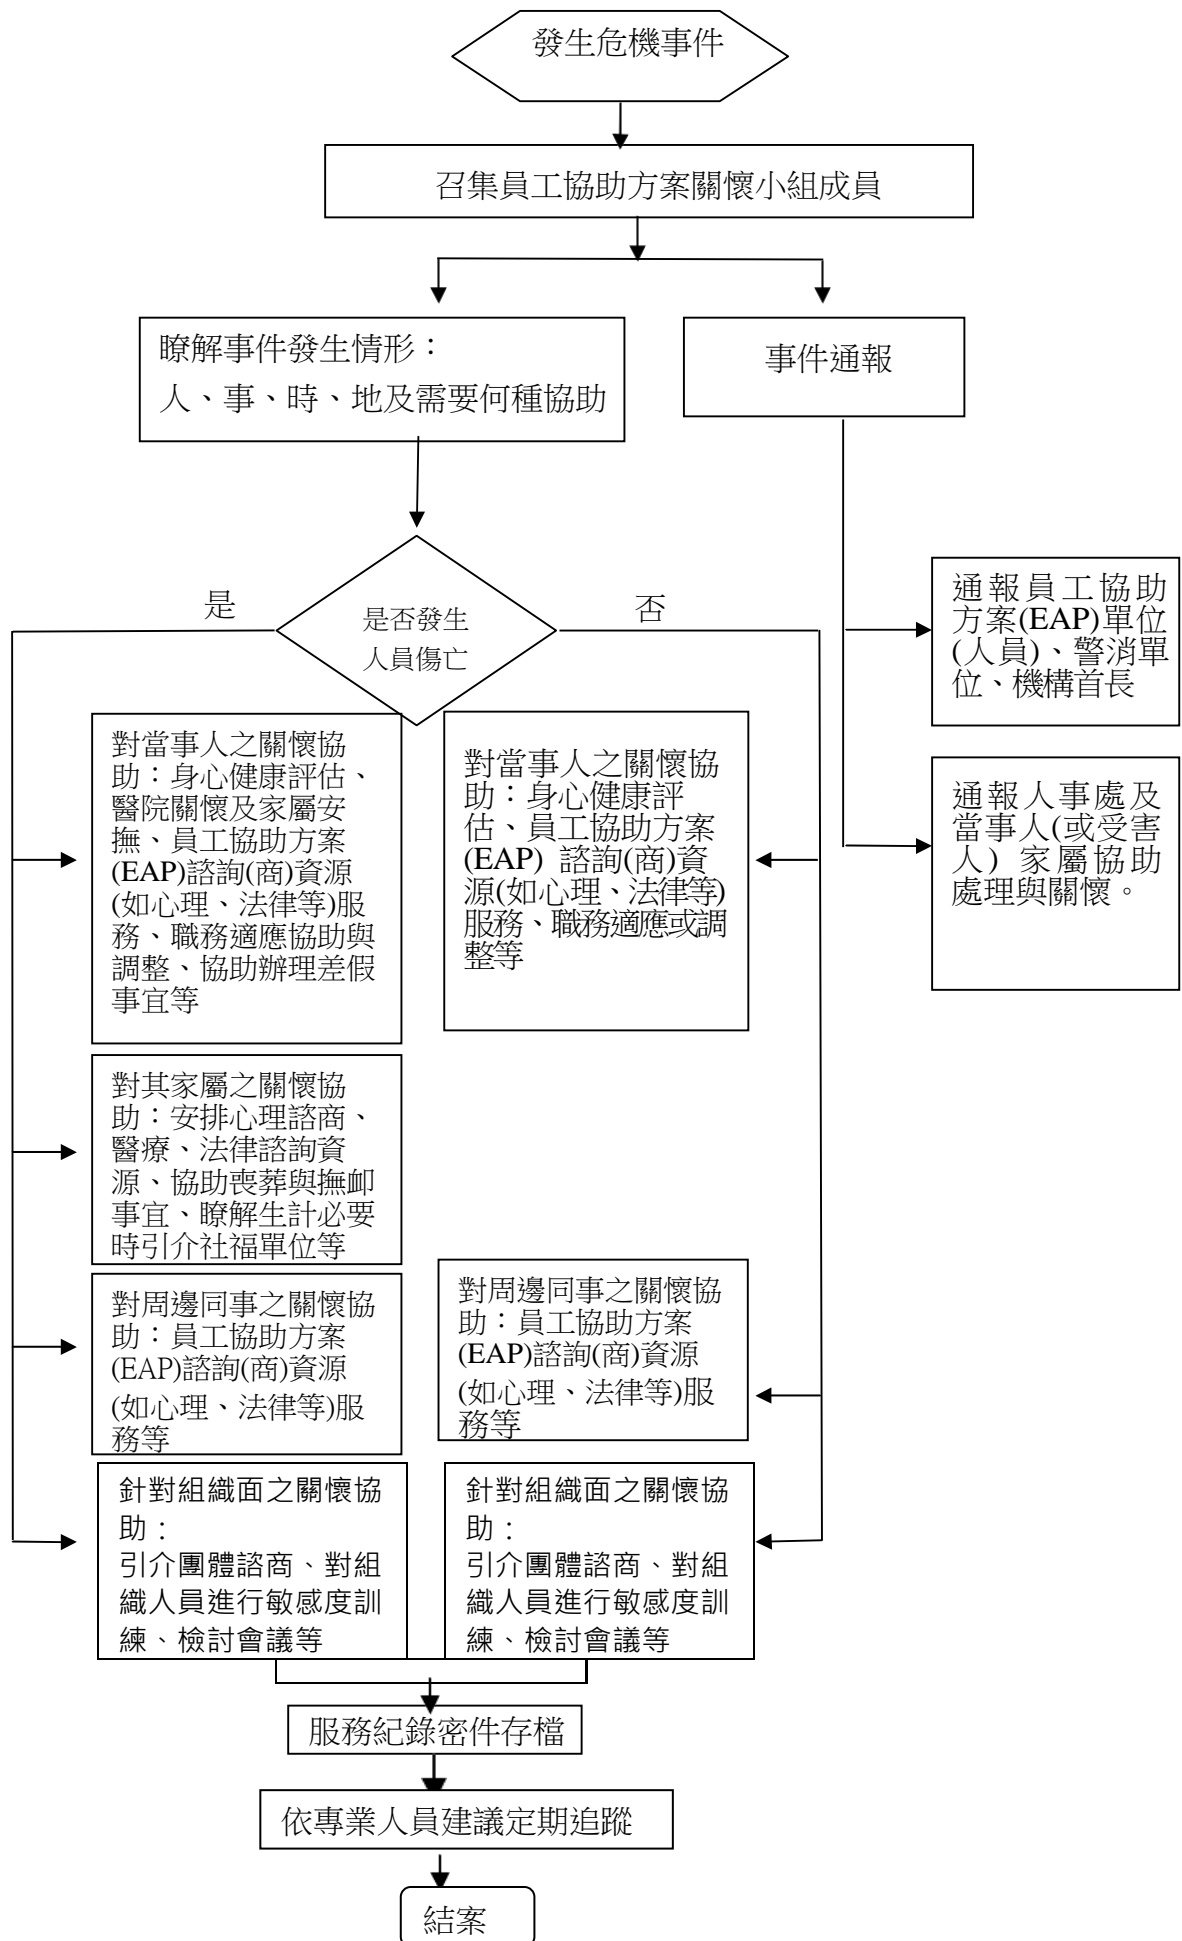 發生危機事件
召集員工協助方案關懷小組成員
瞭解事件發生情形：
人、事、時、地及需要何種協助
事件通報
是
是否發生
人員傷亡
否
通報員工協助
方案(EAP)單位
(人員)、警消單
位、機構首長
通報人事處及
當事人(或受害
人) 家屬協助
處理與關懷。
對當事人之關懷協
助：身心健康評估、
醫院關懷及家屬安
撫、員工協助方案
(EAP)諮詢(商)資源
(如心理、法律等)服
務、職務適應協助與
調整、協助辦理差假
事宜等
對當事人之關懷協
助：身心健康評
估、員工協助方案
(EAP) 諮詢(商)資
源(如心理、法律等)
服務、職務適應或調
整等
對其家屬之關懷協
助：安排心理諮商、
醫療、法律諮詢資
源、協助喪葬與撫卹
事宜、瞭解生計必要
時引介社福單位等
對周邊同事之關懷協
助：員工協助方案
(EAP)諮詢(商)資源
(如心理、法律等)服
務等
對周邊同事之關懷協
助：員工協助方案
(EAP)諮詢(商)資源
(如心理、法律等)服
務等
針對組織面之關懷協
助：
引介團體諮商、對組
織人員進行敏感度訓
練、檢討會議等
針對組織面之關懷協
助：
引介團體諮商、對組
織人員進行敏感度訓
練、檢討會議等
服務紀錄密件存檔
依專業人員建議定期追蹤
結案